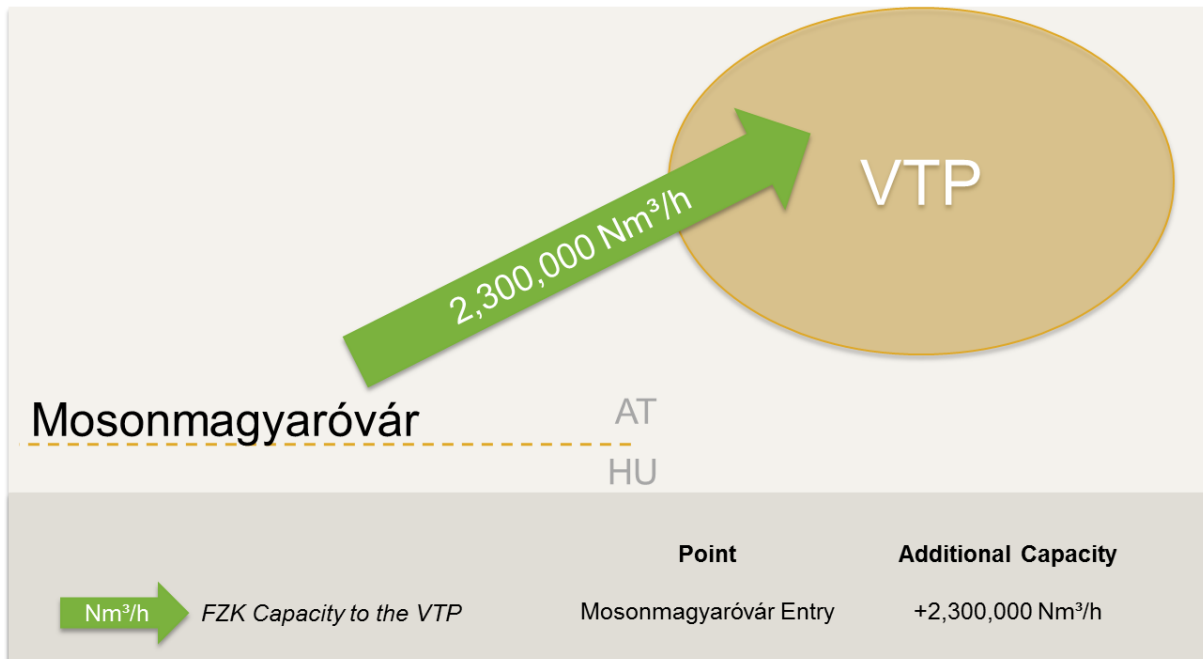 VTP
2,300,000 Nm³/h
Mosonmagyaróvár
AT
HU
Point Additional Capacity
Nm³/h FZK Capacity to the VTP Mosonmagyaróvár Entry +2,300,000 Nm³/h